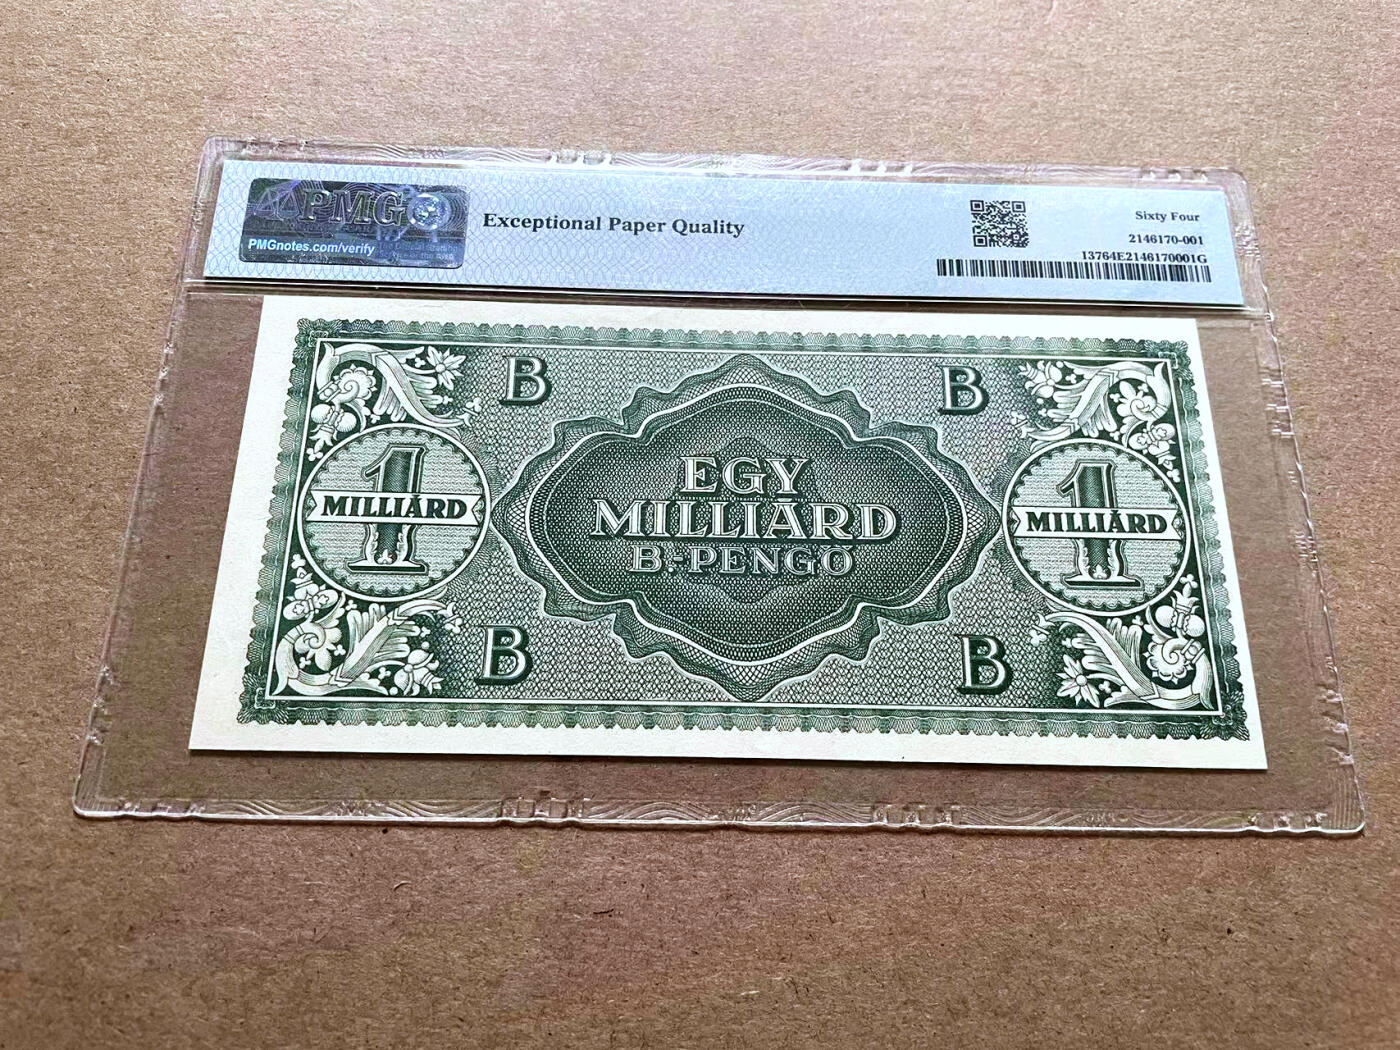 PMG
PMGnotes.com/verify
Exceptional Paper Quality
Sixty Four
2146170-001
13764E2146170001G
B
B
1
MILLIÁRD
EGY
MILLIÁRD
B.-PENGŐ
1
MILLIÁRD
B
B